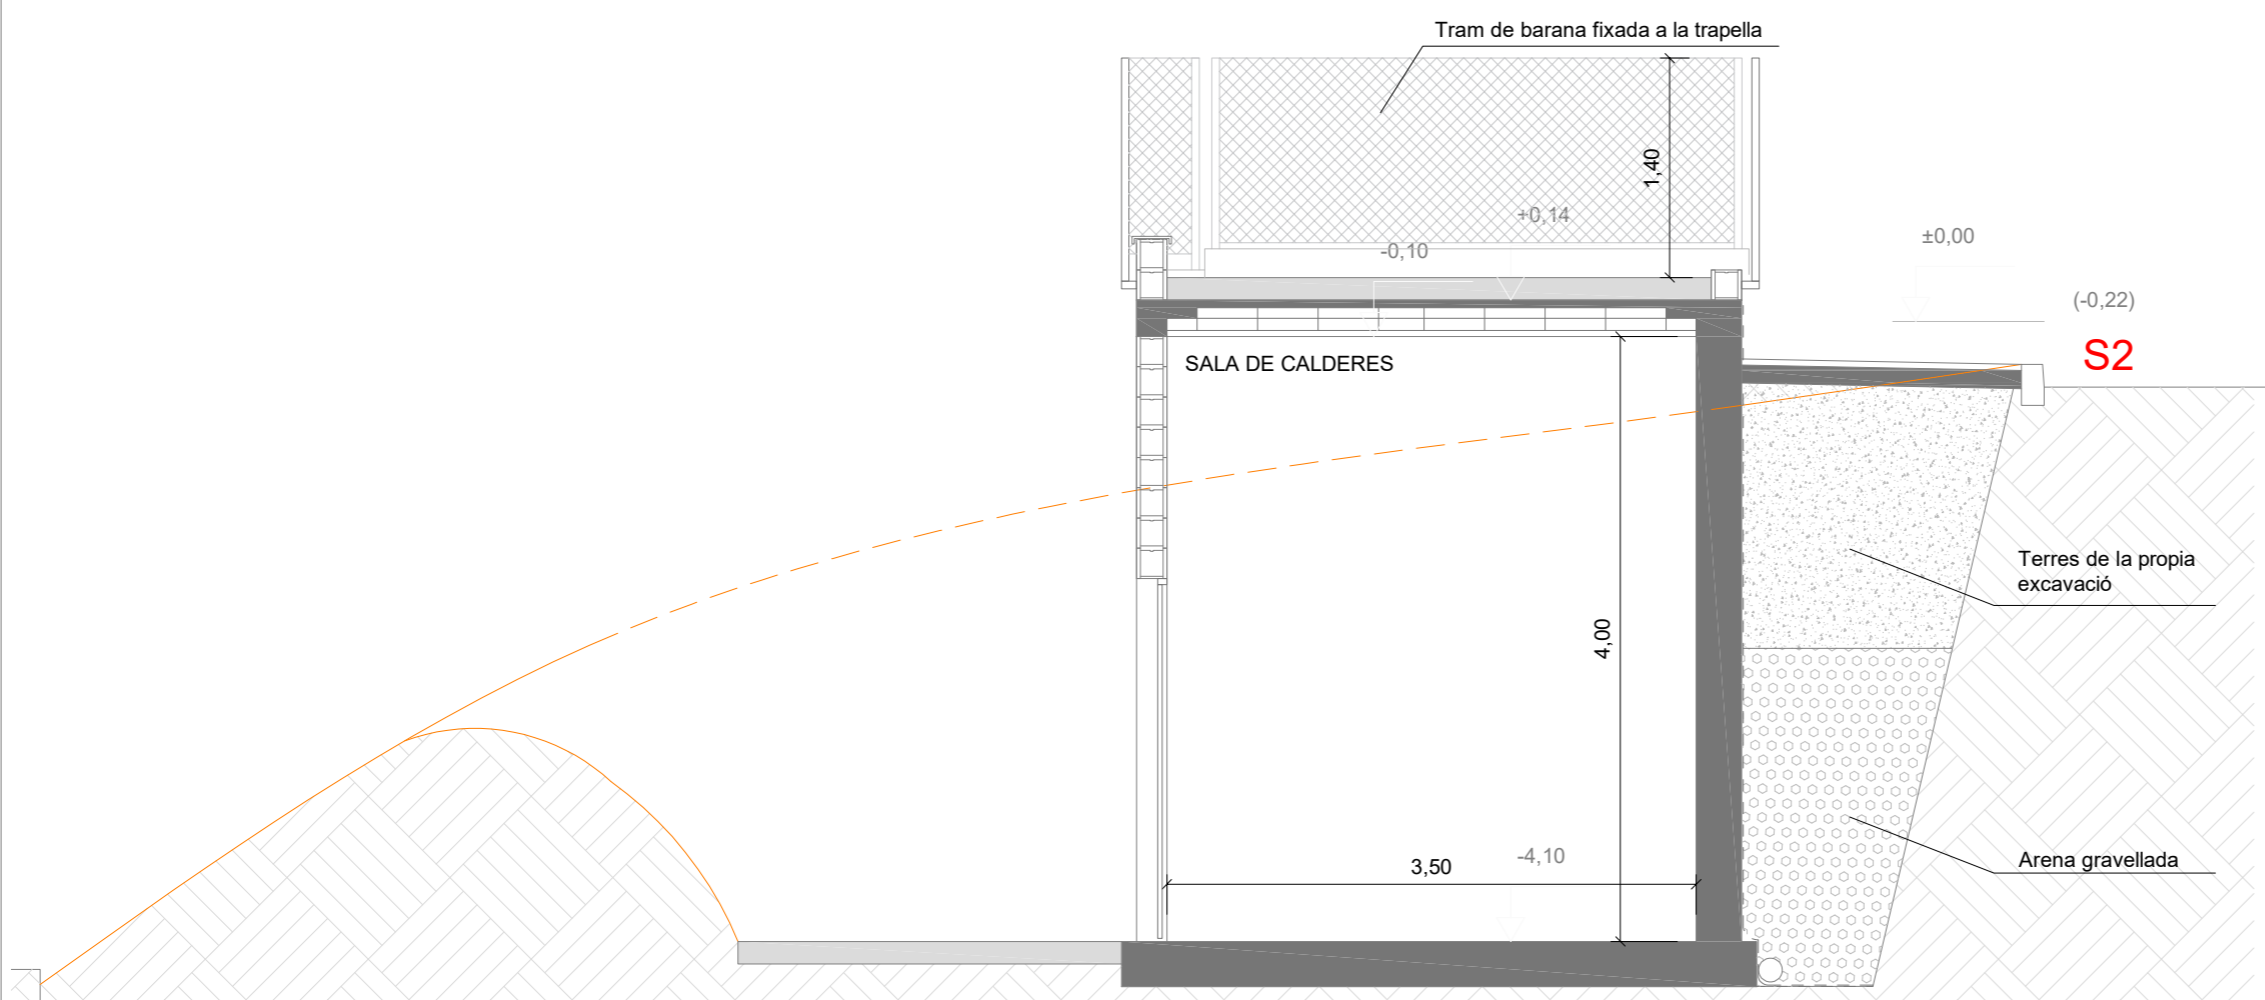 Tram de barana fixada a la trapella
1,40
+0,14
-0,10
±0,00
(-0,22)
S2
SALA DE CALDERES
Terres de la propia
excavació
4,00
3,50
-4,10
Arena gravellada